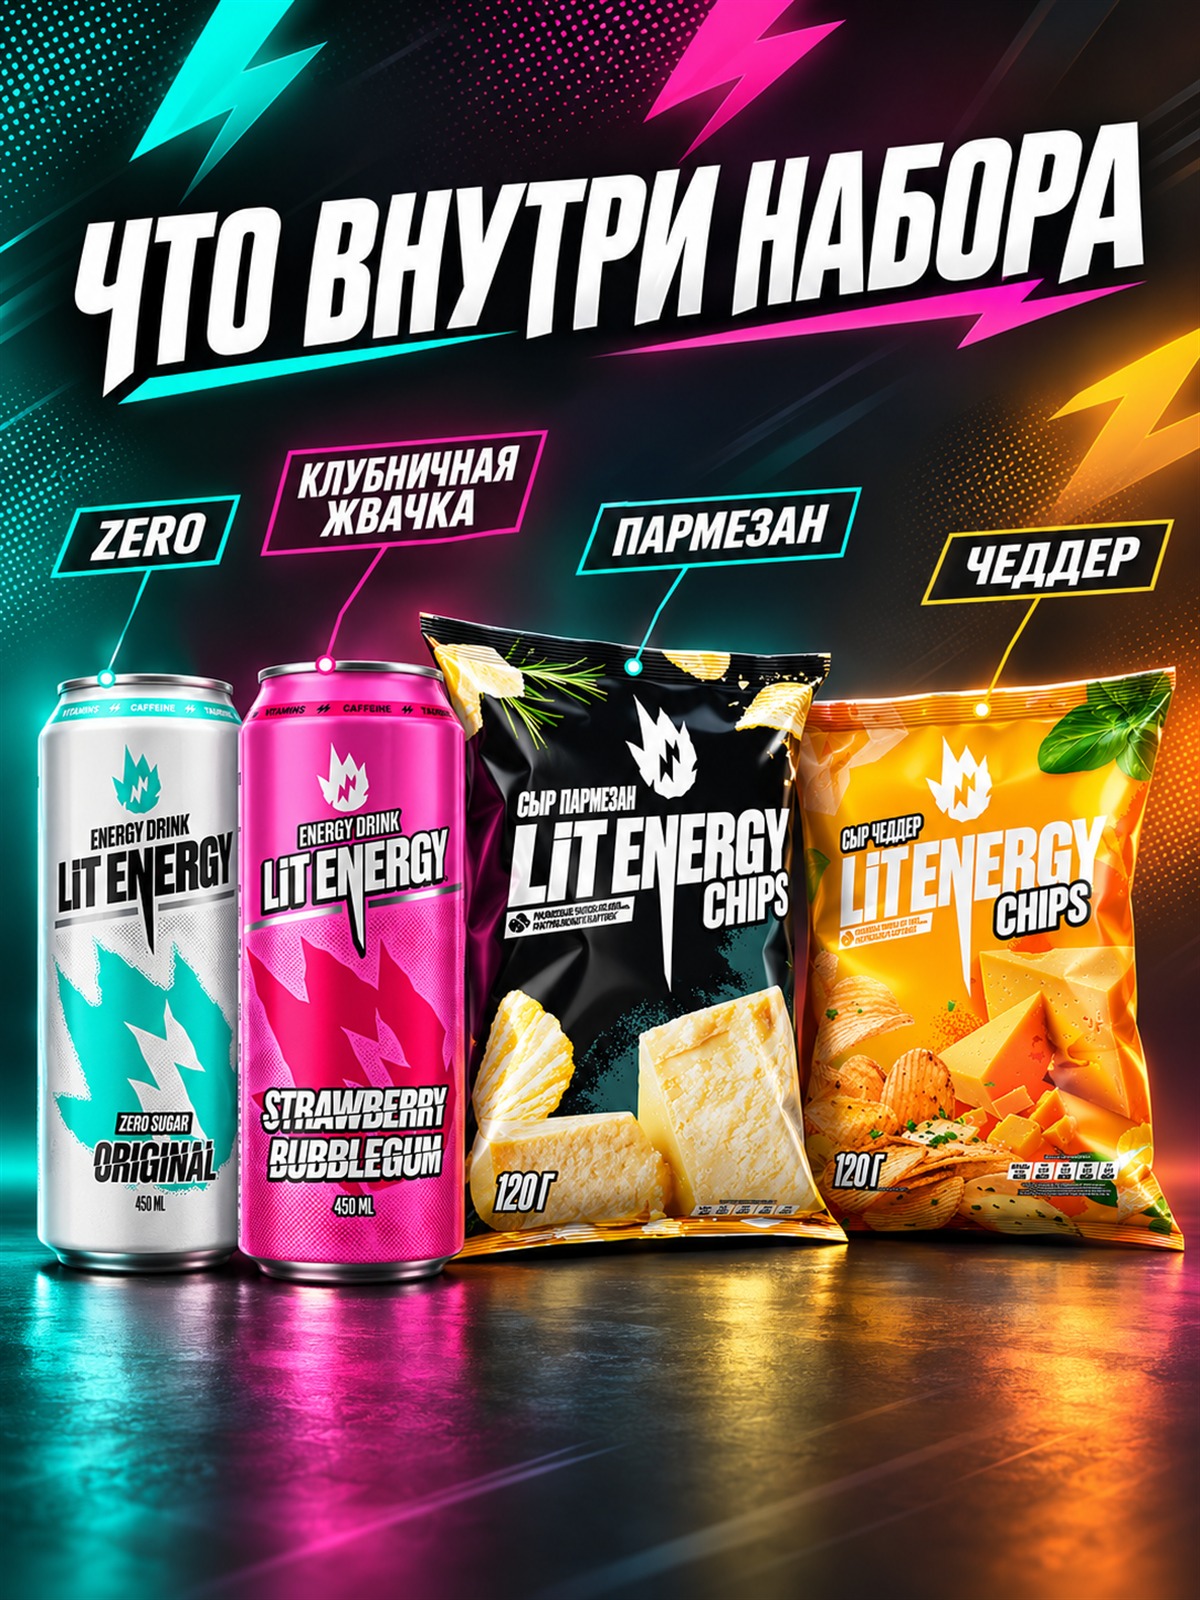 ЧТО ВНУТРИ НАБОРА
ZERO
КЛУБНИЧНАЯ
ЖВАЧКА
ПАРМЕЗАН
ЧЕДДЕР
VITAMINS CAFFEINE TAURINE
ENERGY DRINK
LIT ENERGY
ZERO SUGAR
ORIGINAL
450 ML
VITAMINS CAFFEINE
ENERGY DRINK
LIT ENERGY
STRAWBERRY
BUBBLEGUM
450 ML
СЫР ПАРМЕЗАН
LIT ENERGY
CHIPS
120 Г
СЫР ЧЕДДЕР
LIT ENERGY
CHIPS
120 Г